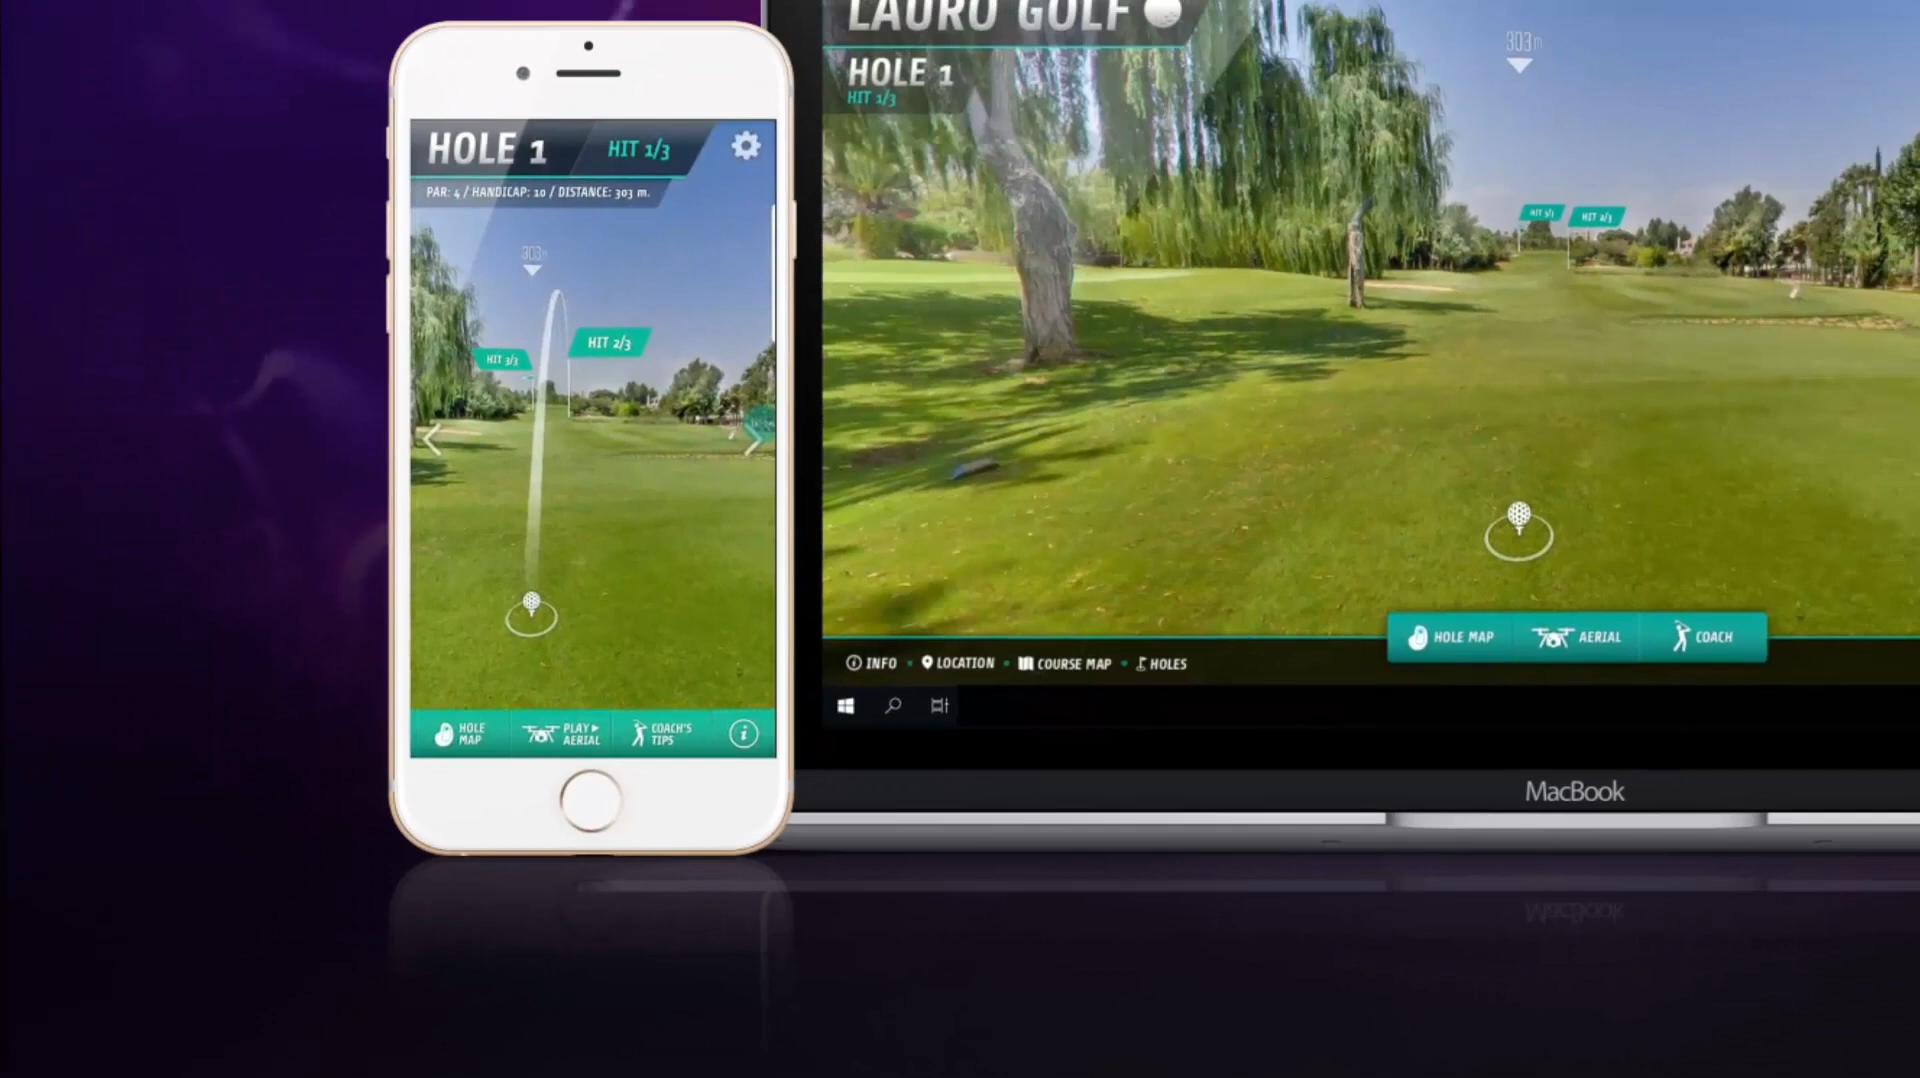 HOLE 1
HIT 1/3
PAR: 4 / HANDICAP: 10 / DISTANCE: 303 m.
303m
HIT 2/3
HIT 3/3
HOLE MAP
PLAY AERIAL
COACH'S TIPS
LAURO GOLF
HOLE 1
HIT 1/3
303m
HIT 3/3
HIT 2/3
HOLE MAP
AERIAL
COACH
INFO • LOCATION • COURSE MAP • HOLES
MacBook